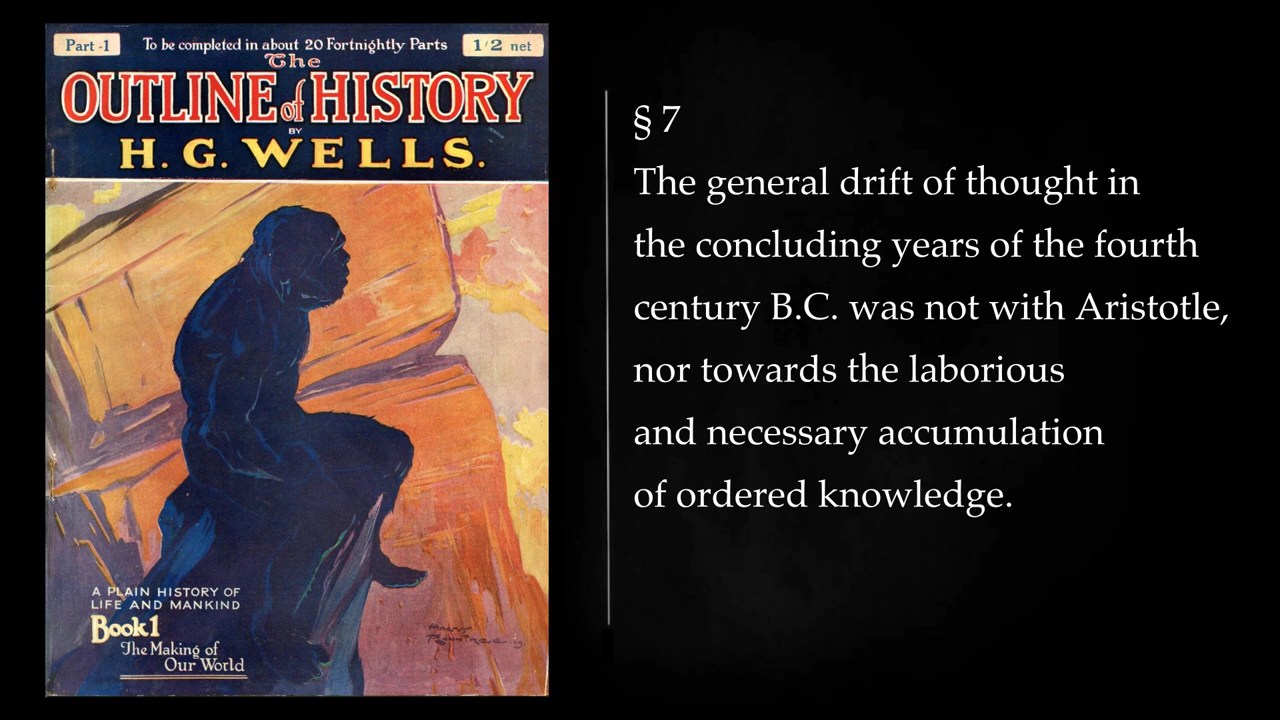 Part -1
To be completed in about 20 Fortnightly Parts
1/2 net
The
OUTLINE of HISTORY
BY
H. G. WELLS.
A PLAIN HISTORY OF
LIFE AND MANKIND
Book 1
The Making of
Our World
§ 7
The general drift of thought in
the concluding years of the fourth
century B.C. was not with Aristotle,
nor towards the laborious
and necessary accumulation
of ordered knowledge.